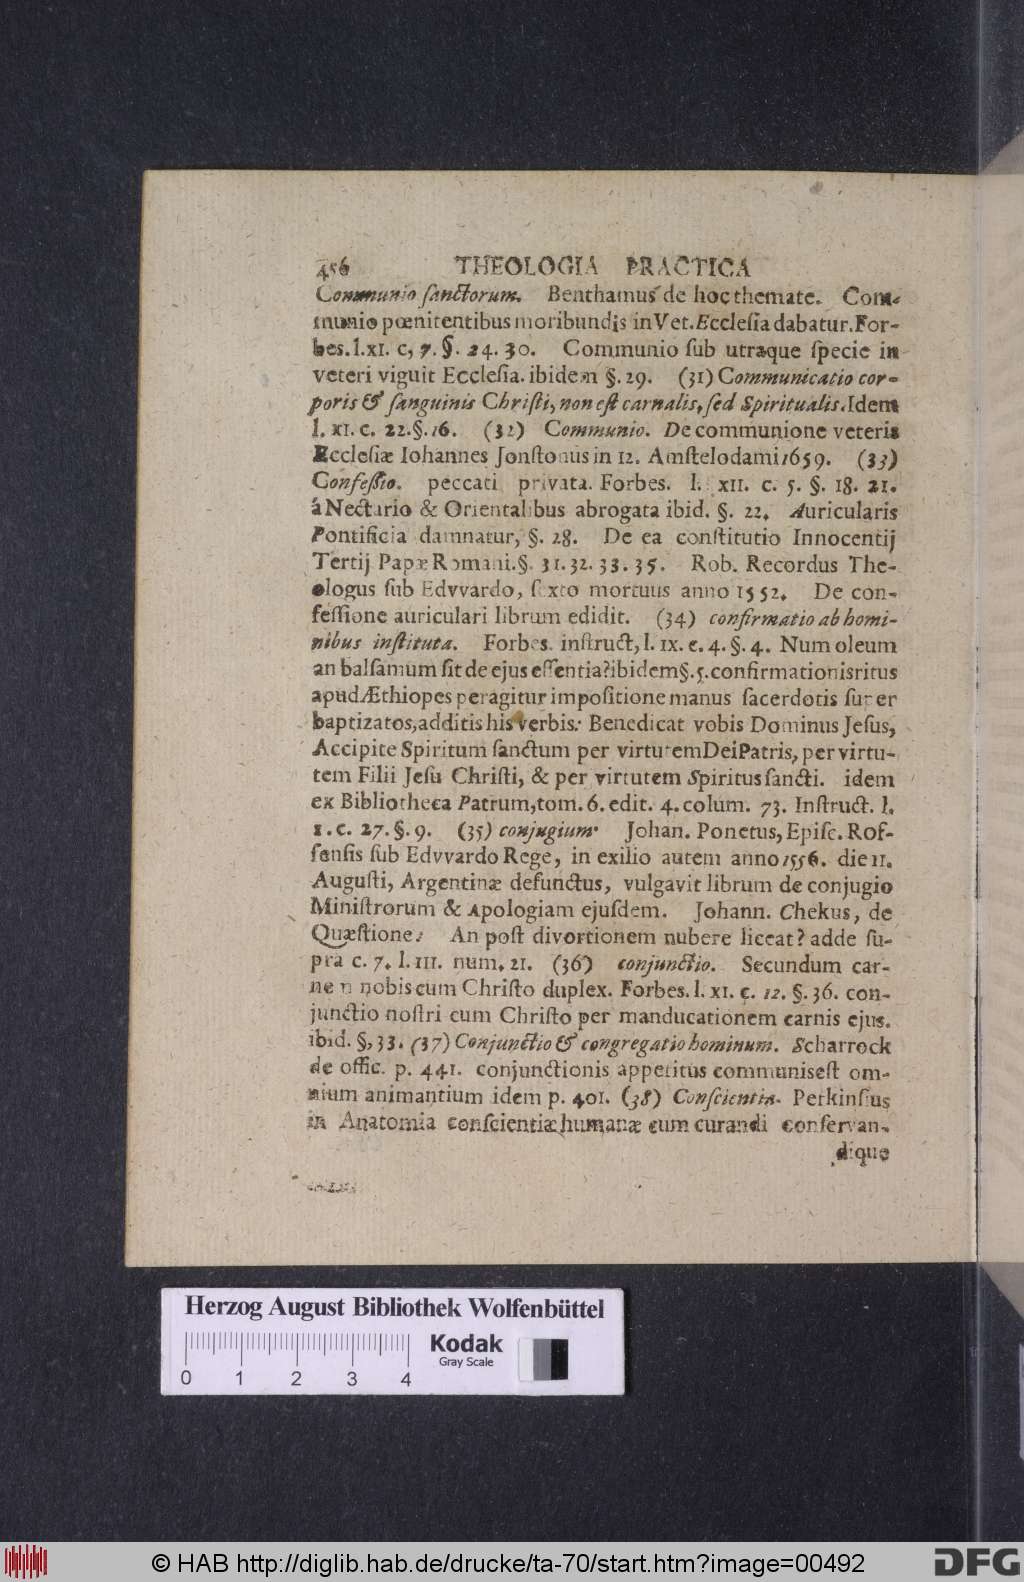 456 THEOLOGIA PRACTICA
Communio ſanctorum. Benthamus de hoc themate. Com-
munio pœnitentibus moribundis in Vet. Eccleſia dabatur. For-
bes. l. XI. c, 7. §. 24. 30. Communio ſub utraque ſpecie in
veteri viguit Eccleſia. ibidem §. 29. (31) Communicatio cor-
poris & ſanguinis Chriſti, non eſt carnalis, ſed Spiritualis. Idem
l. XI. c. 22. §. 16. (32) Communio. De communione veteris
Eccleſiæ Iohannes Jonſtonus in 12. Amſtelodami 1659. (33)
Confeſſio. peccati privata. Forbes. l. XII. c. 5. §. 18. 21.
á Nectario & Orientalibus abrogata ibid. §. 22. Auricularis
Pontificia damnatur, §. 28. De ea conſtitutio Innocentij
Tertij Papæ Romani. §. 31. 32. 33. 35. Rob. Recordus The-
ologus ſub Edvvardo, ſexto mortuus anno 1552. De con-
feſſione auriculari librum edidit. (34) confirmatio ab homi-
nibus inſtituta. Forbes. inſtruct, l. IX. c. 4. §. 4. Num oleum
an balſamum ſit de ejus eſſentia? ibidem §. 5. confirmationis ritus
apud Æthiopes peragitur impoſitione manus ſacerdotis ſuper
baptizatos, additis his verbis: Benedicat vobis Dominus Jeſus,
Accipite Spiritum ſanctum per virtutem Dei Patris, per virtu-
tem Filii Jeſu Chriſti, & per virtutem Spiritus ſancti. idem
ex Bibliotheca Patrum, tom. 6. edit. 4. colum. 73. Inſtruct. l.
1. c. 27. §. 9. (35) conjugium. Johan. Ponetus, Epiſc. Rof-
fenſis ſub Edvvardo Rege, in exilio autem anno 1556. die 11.
Auguſti, Argentinæ defunctus, vulgavit librum de conjugio
Miniſtrorum & Apologiam ejuſdem. Johann. Chekus, de
Quæſtione: An poſt divortionem nubere liceat? adde ſu-
pra c. 7. l. III. num. 21. (36) conjunctio. Secundum car-
nem nobis cum Chriſto duplex. Forbes. l. XI. c. 12. §. 36. con-
junctio noſtri cum Chriſto per manducationem carnis ejus.
ibid. §, 33. (37) Conjunctio & congregatio hominum. Scharrock
de offic. p. 441. conjunctionis appetitus communis eſt om-
nium animantium idem p. 401. (38) Conſcientia. Perkinſius
in Anatomia conſcientiæ humanæ cum curandi conſervan-
dique
Herzog August Bibliothek Wolfenbüttel
Kodak
Gray Scale
0 1 2 3 4
© HAB http://diglib.hab.de/drucke/ta-70/start.htm?image=00492
DFG